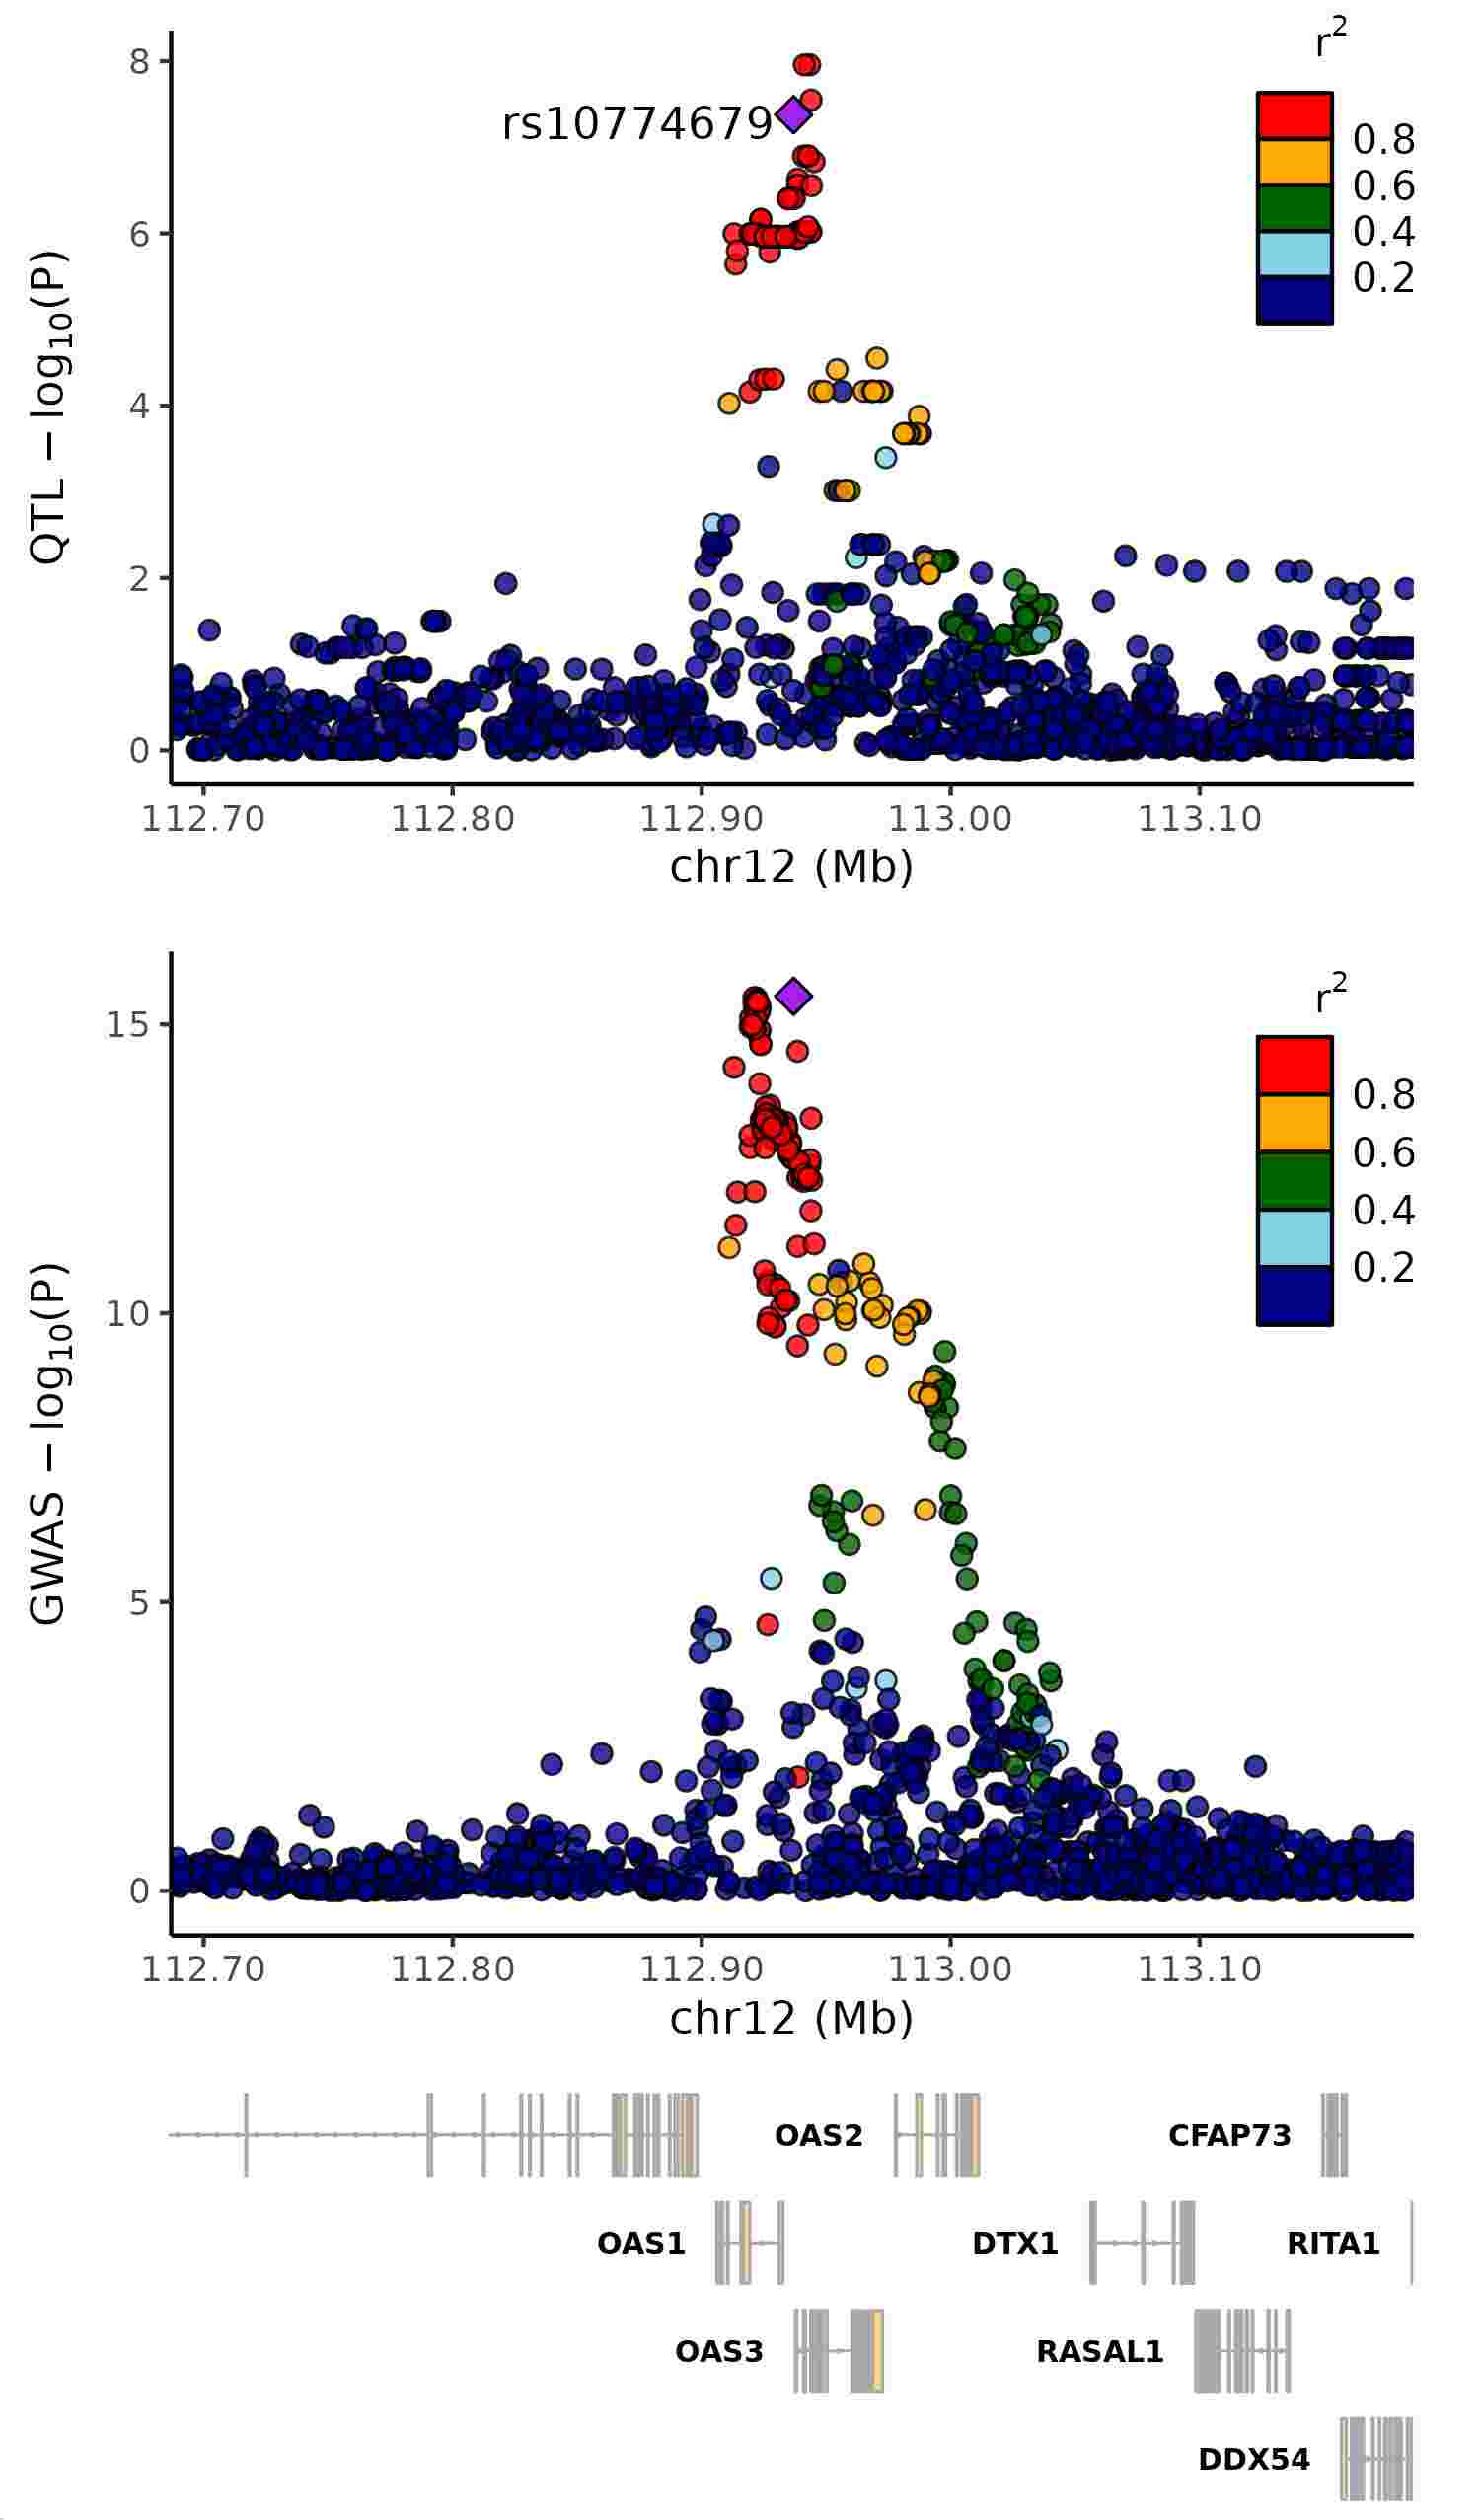 r²
8
rs10774679
0.8
0.6
0.4
0.2
6
4
2
0
QTL −log₁₀(P)
112.70 112.80 112.90 113.00 113.10
chr12 (Mb)
r²
15
0.8
0.6
0.4
0.2
10
5
0
GWAS −log₁₀(P)
112.70 112.80 112.90 113.00 113.10
chr12 (Mb)
OAS2 CFAP73
OAS1 DTX1 RITA1
OAS3 RASAL1
DDX54